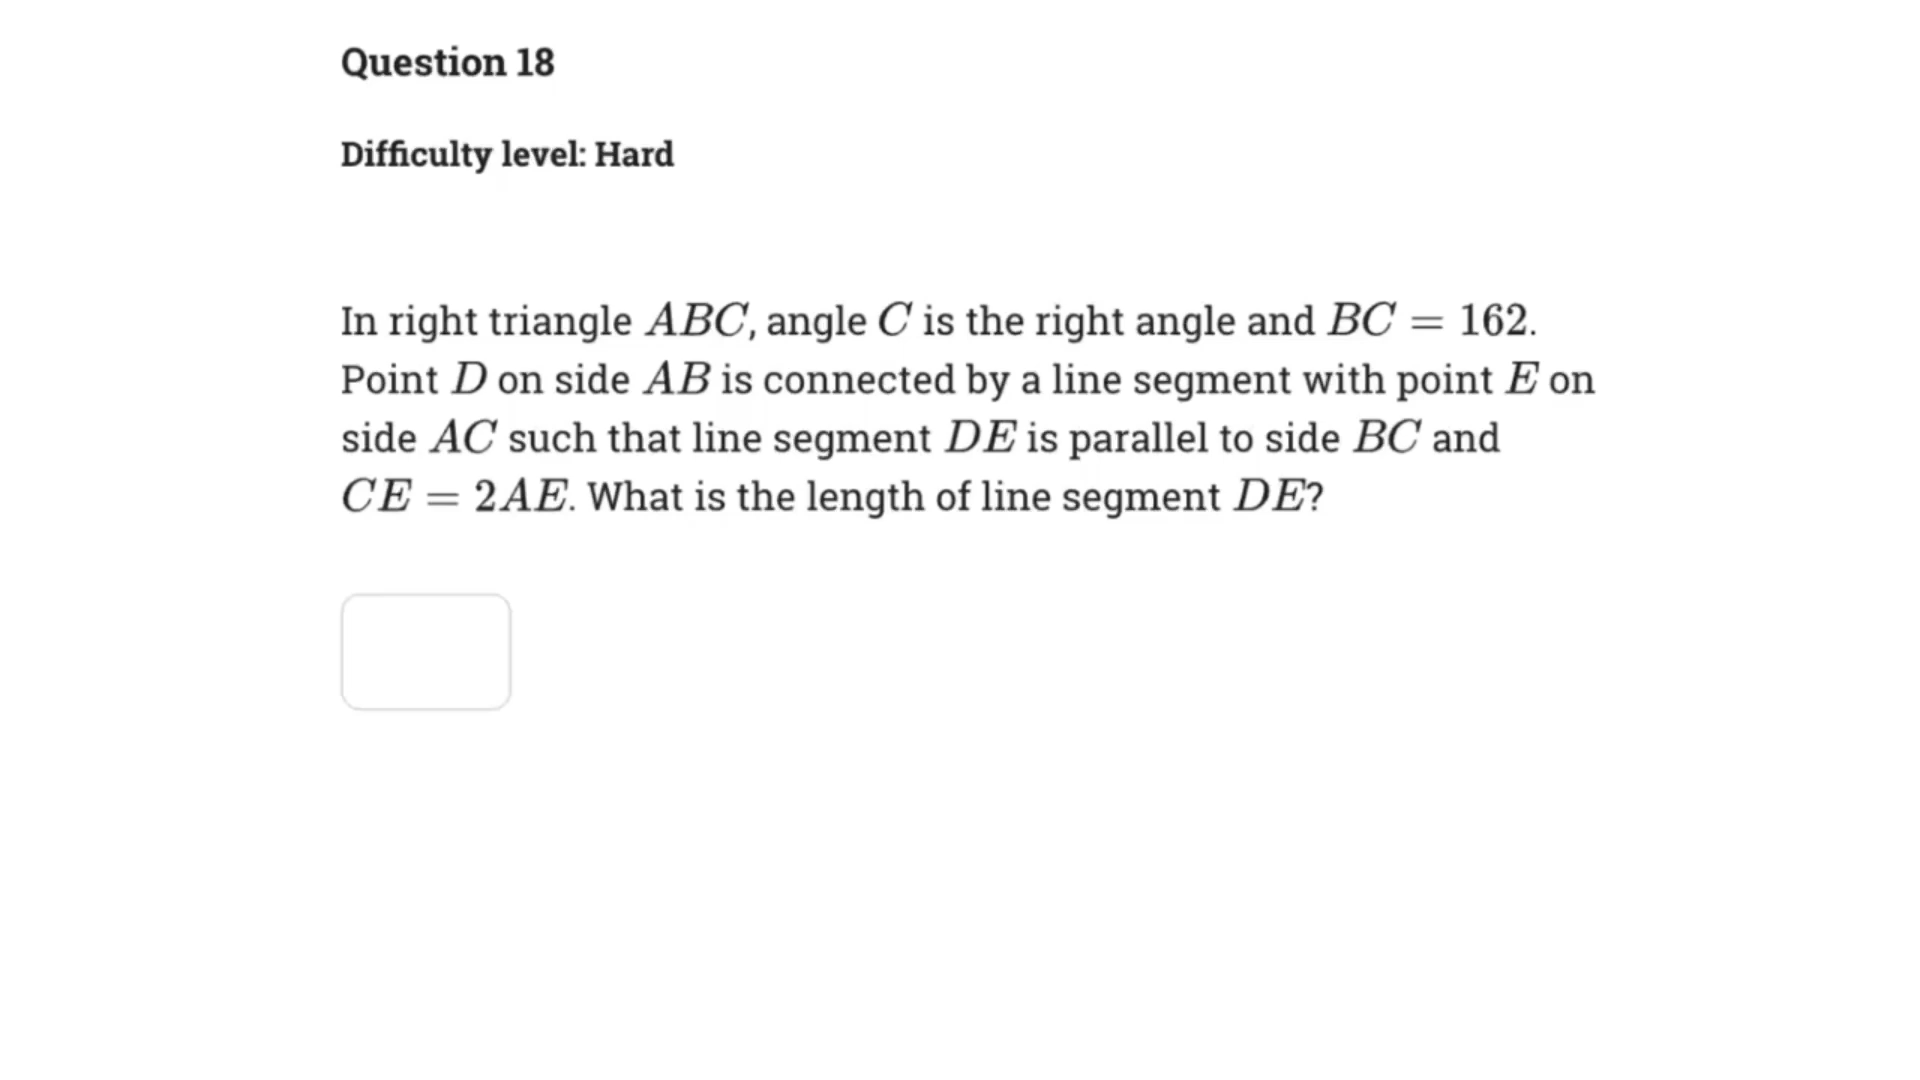 Question 18
Difficulty level: Hard
In right triangle ABC, angle C is the right angle and BC = 162.
Point D on side AB is connected by a line segment with point E on
side AC such that line segment DE is parallel to side BC and
CE = 2AE. What is the length of line segment DE?